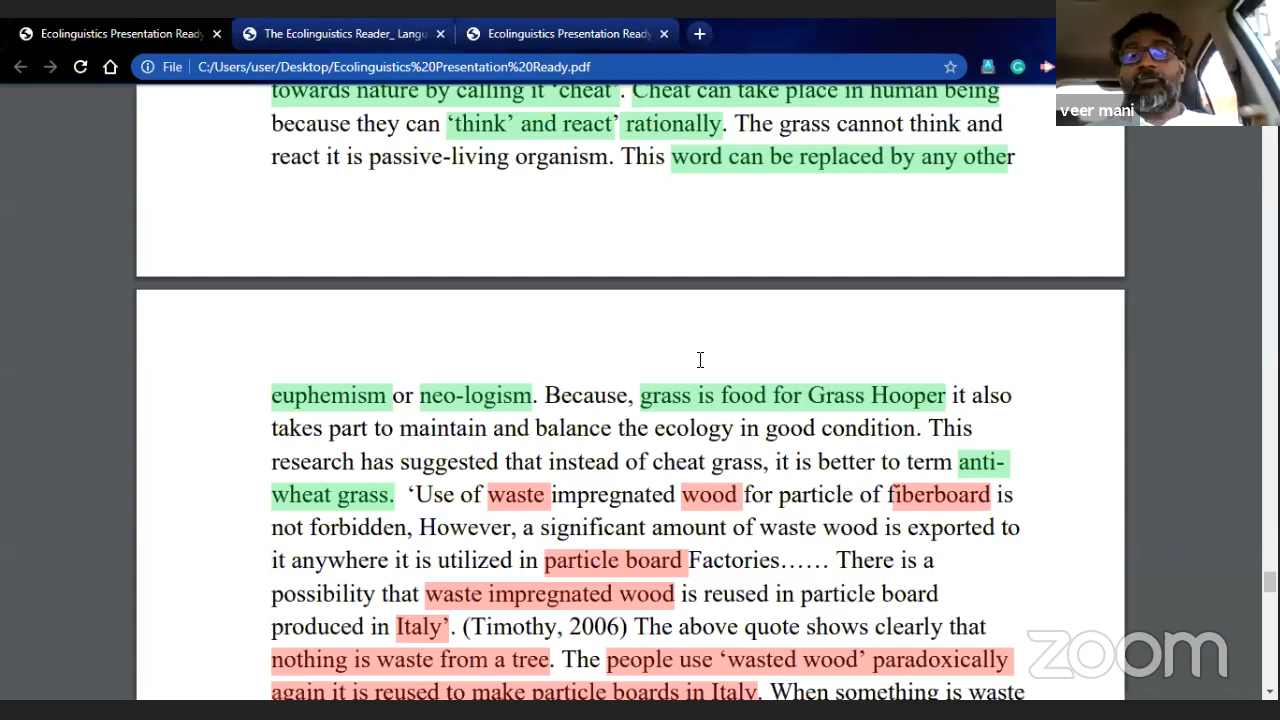 Ecolinguistics Presentation Ready
The Ecolinguistics Reader_ Langu
Ecolinguistics Presentation Ready
File C:/Users/user/Desktop/Ecolinguistics%20Presentation%20Ready.pdf
veer mani
towards nature by calling it ‘cheat’. Cheat can take place in human being
because they can ‘think’ and react’ rationally. The grass cannot think and
react it is passive-living organism. This word can be replaced by any other
euphemism or neo-logism. Because, grass is food for Grass Hooper it also
takes part to maintain and balance the ecology in good condition. This
research has suggested that instead of cheat grass, it is better to term anti-
wheat grass. ‘Use of waste impregnated wood for particle of fiberboard is
not forbidden, However, a significant amount of waste wood is exported to
it anywhere it is utilized in particle board Factories…… There is a
possibility that waste impregnated wood is reused in particle board
produced in Italy’. (Timothy, 2006) The above quote shows clearly that
nothing is waste from a tree. The people use ‘wasted wood’ paradoxically
again it is reused to make particle boards in Italy. When something is waste
zoom